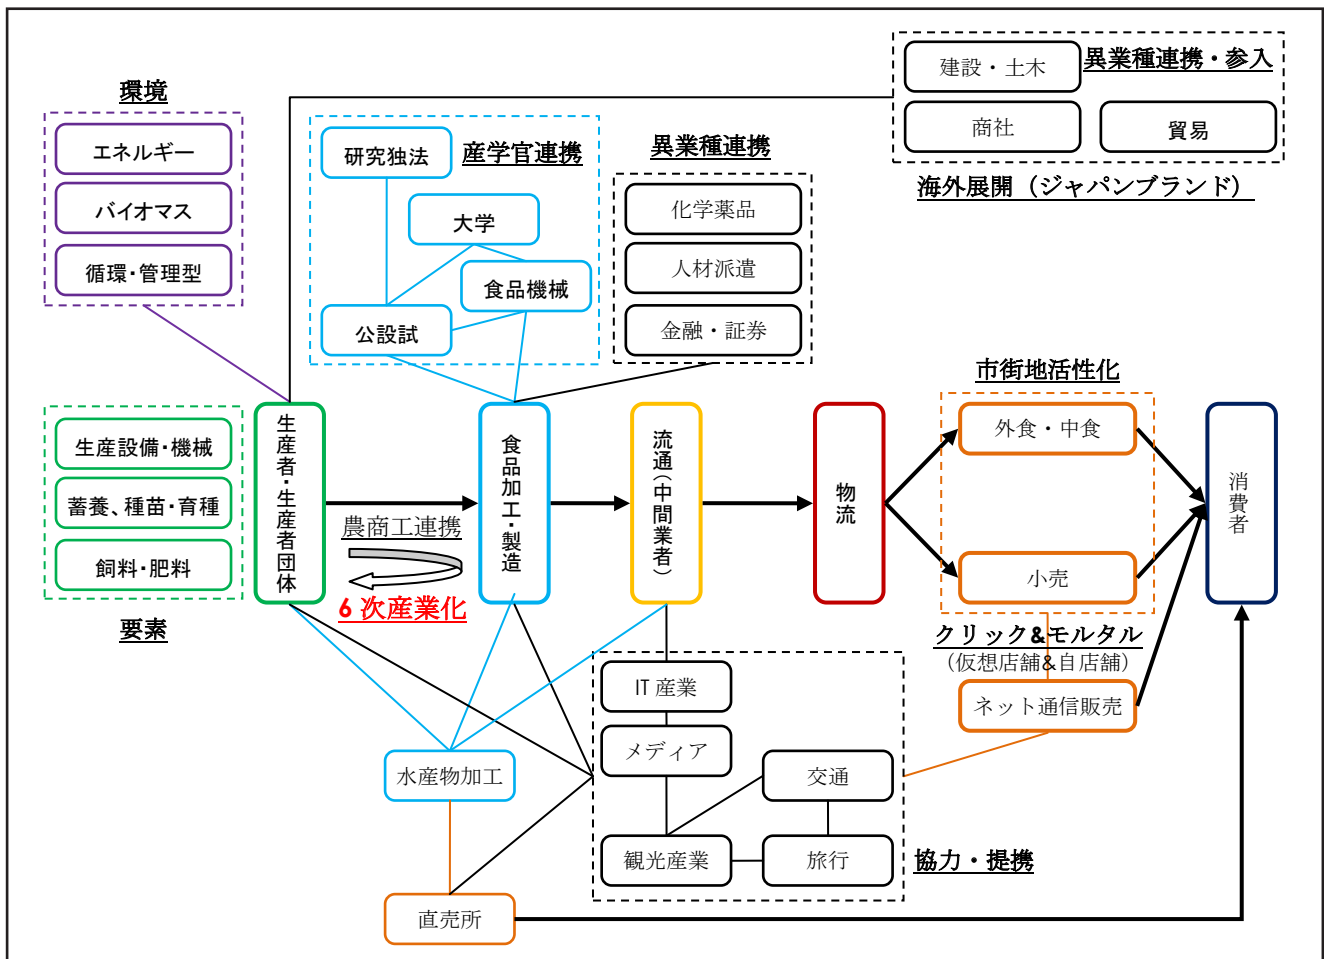 建設・土木
異業種連携・参入
商社
貿易
海外展開（ジャパンブランド）
環境
エネルギー
バイオマス
循環・管理型
研究独法
産学官連携
大学
食品機械
公設試
異業種連携
化学薬品
人材派遣
金融・証券
生産設備・機械
蓄養、種苗・育種
飼料・肥料
要素
生産者・生産者団体
農商工連携
6 次産業化
食品加工・製造
流通（中間業者）
物流
市街地活性化
外食・中食
小売
消費者
クリック&モルタル
（仮想店舗&自店舗）
ネット通信販売
IT 産業
メディア
交通
観光産業
旅行
協力・提携
水産物加工
直売所